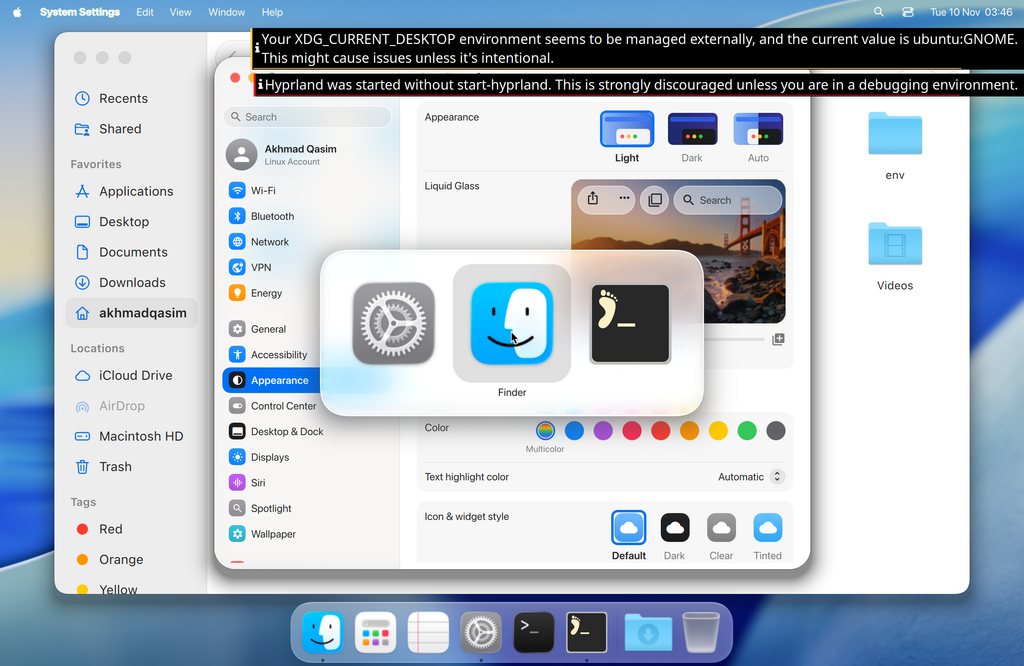 System Settings Edit View Window Help Tue 10 Nov 03:46
Your XDG_CURRENT_DESKTOP environment seems to be managed externally, and the current value is ubuntu:GNOME.
This might cause issues unless it's intentional.
Hyprland was started without start-hyprland. This is strongly discouraged unless you are in a debugging environment.
Recents
Shared
Favorites
Applications
Desktop
Documents
Downloads
akhmadqasim
Locations
iCloud Drive
AirDrop
Macintosh HD
Trash
Tags
Red
Orange
Yellow
Search
Akhmad Qasim
Linux Account
Wi-Fi
Bluetooth
Network
VPN
Energy
General
Accessibility
Appearance
Control Center
Desktop & Dock
Displays
Siri
Spotlight
Wallpaper
Appearance
Light Dark Auto
Liquid Glass
Search
Finder
Color
Multicolor
Text highlight color Automatic
Icon & widget style
Default Dark Clear Tinted
env
Videos